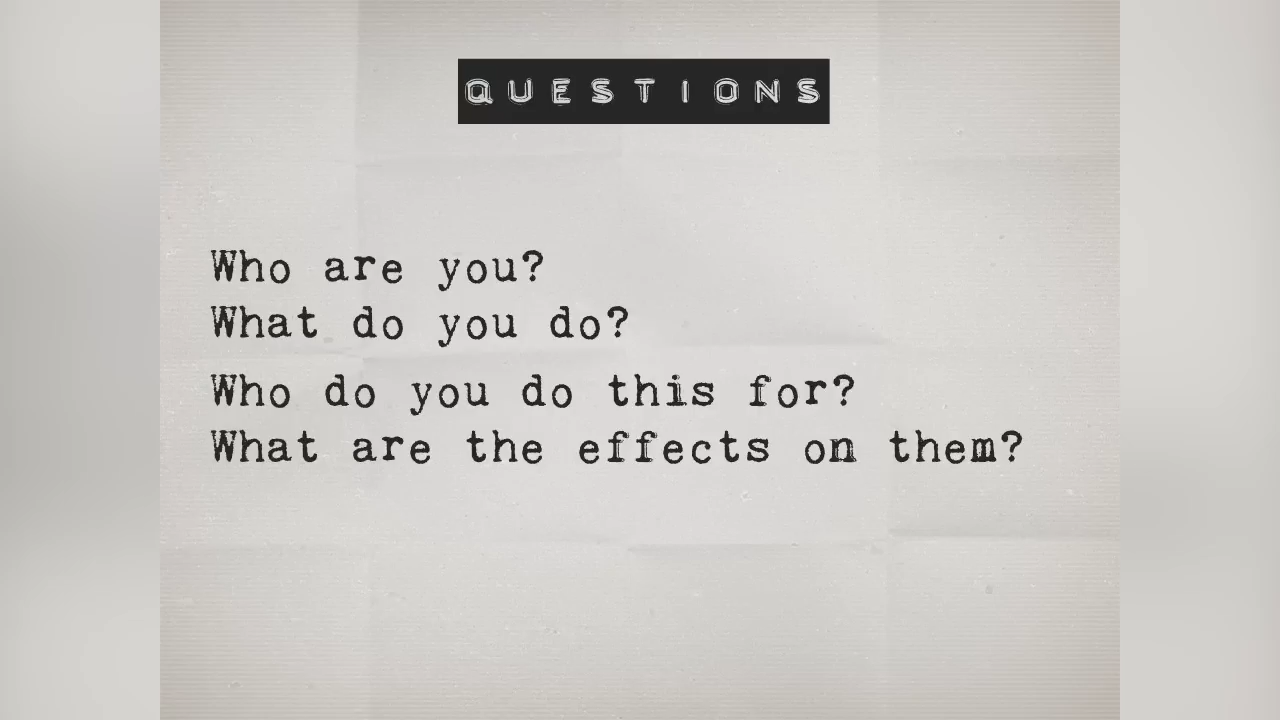 QUESTIONS
Who are you?
What do you do?
Who do you do this for?
What are the effects on them?